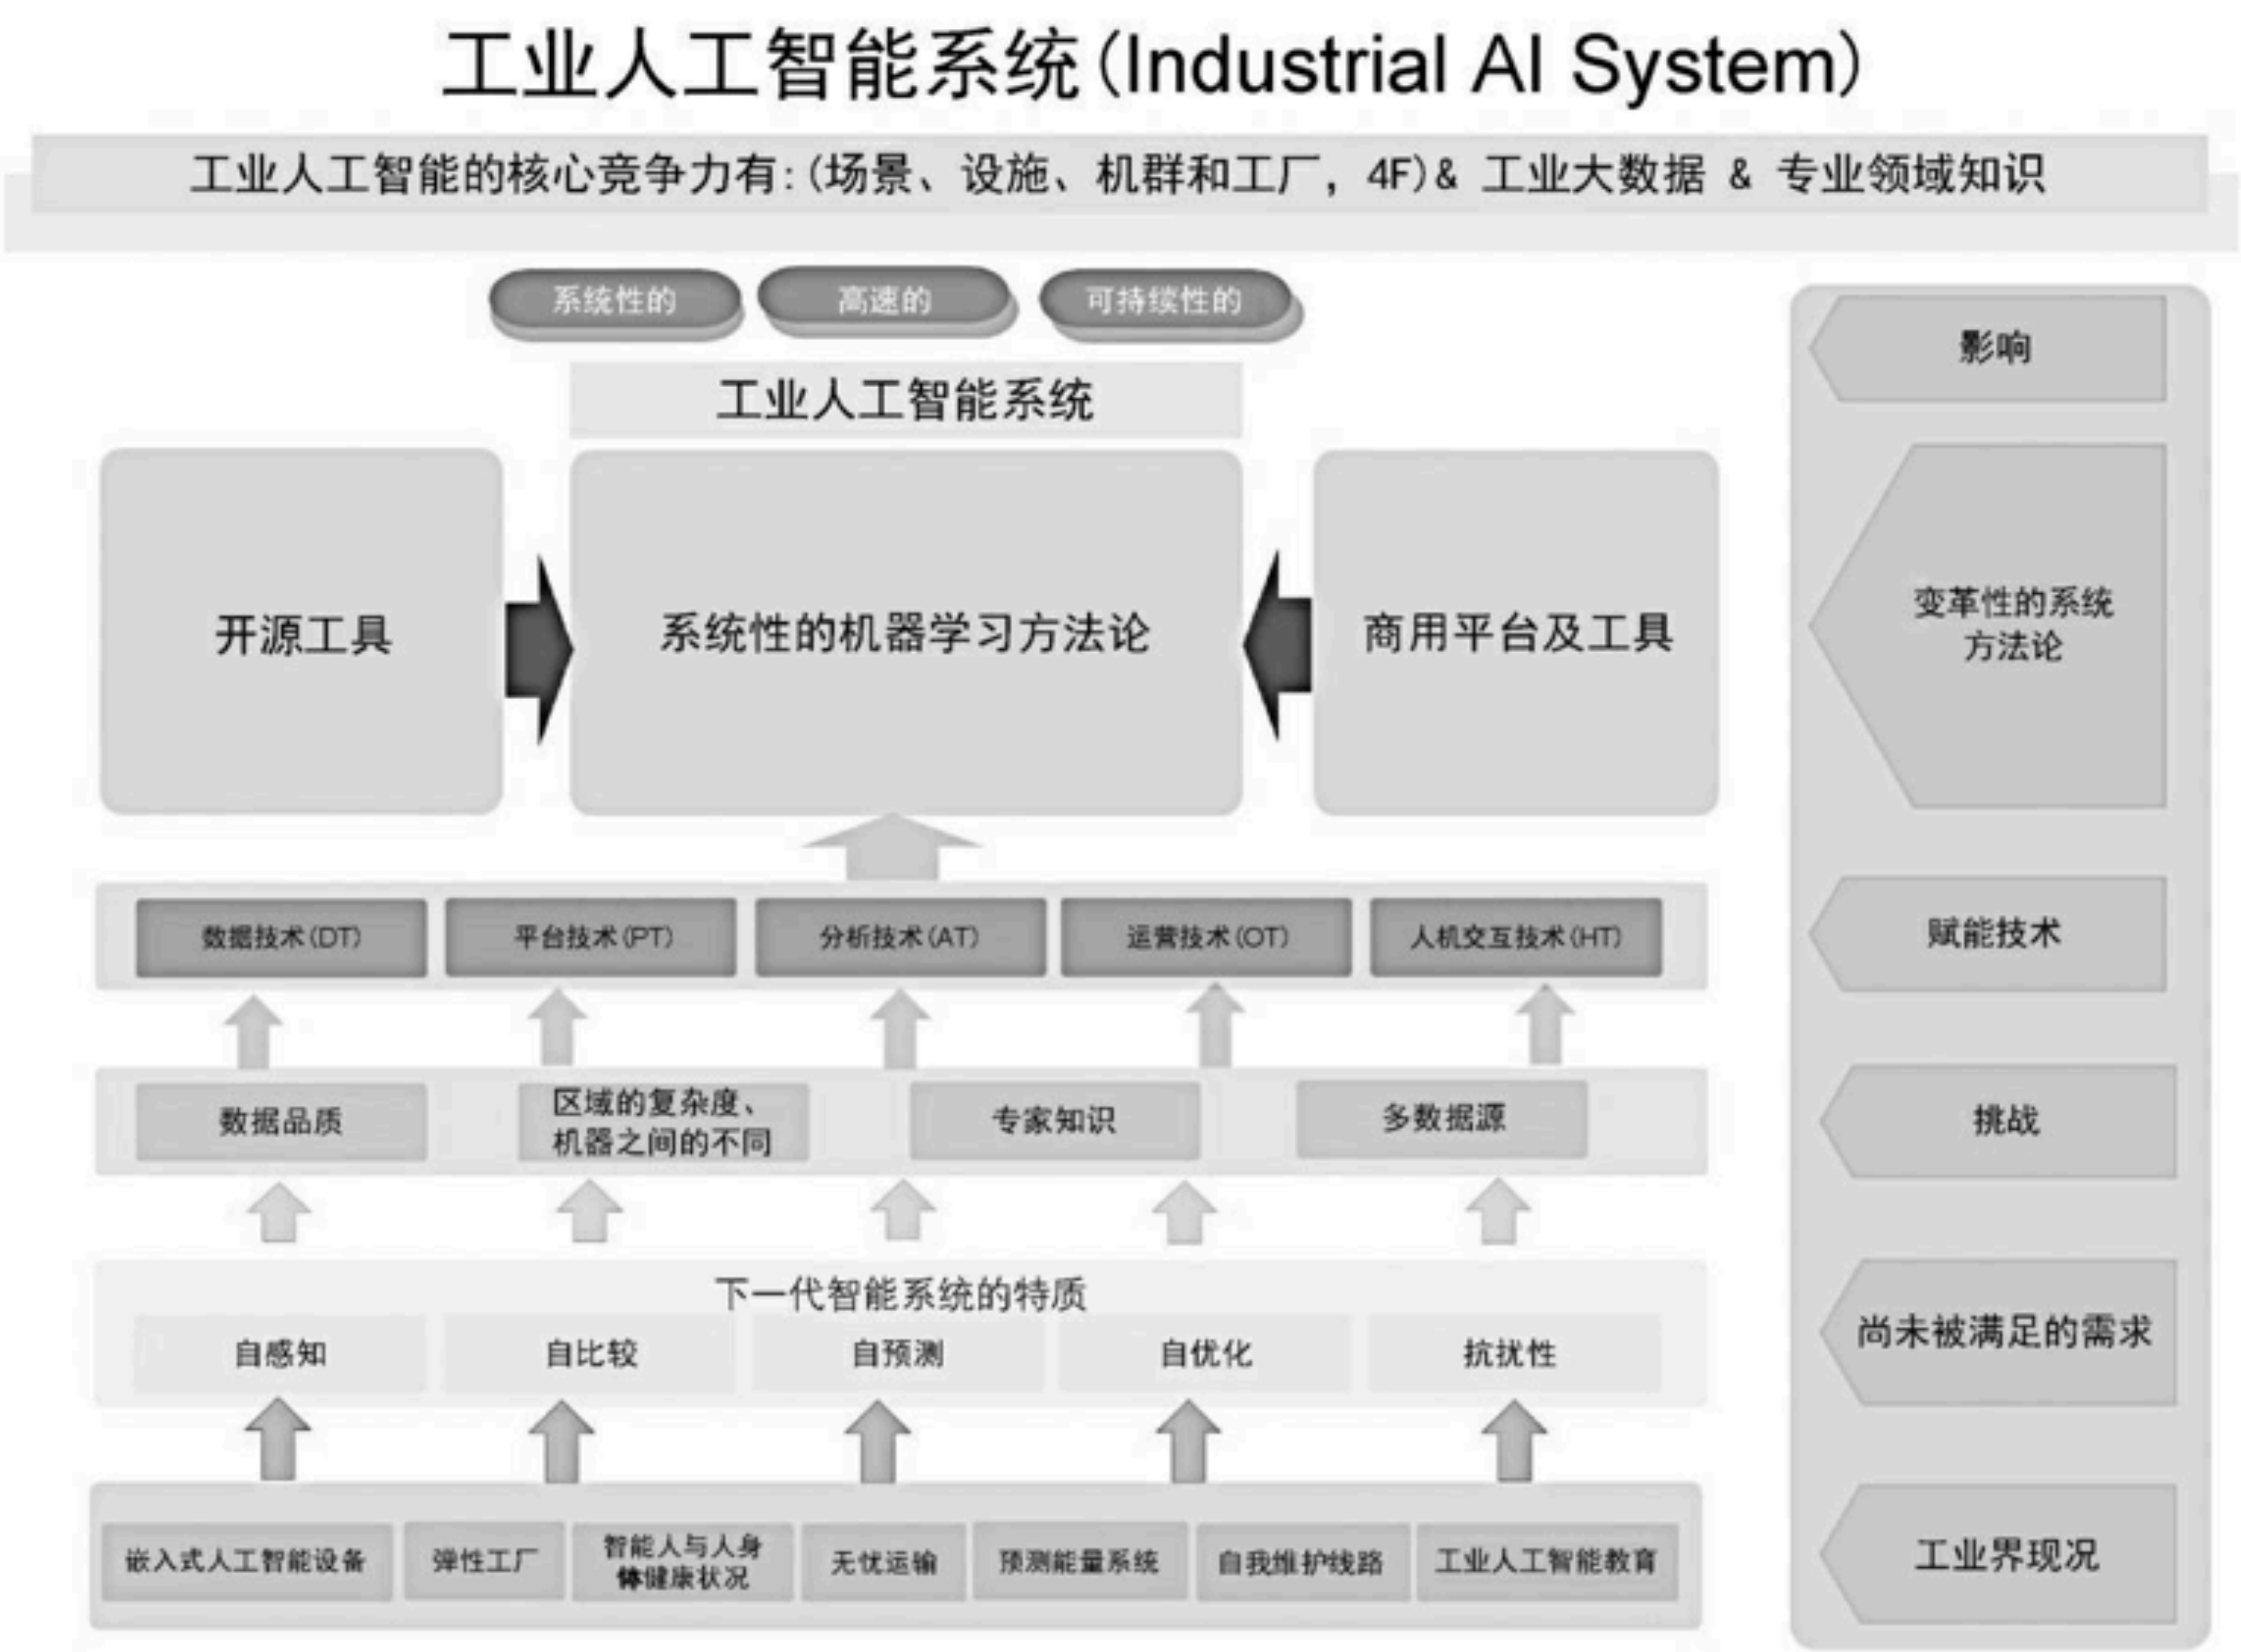 工业人工智能系统(Industrial AI System)
工业人工智能的核心竞争力有:(场景、设施、机群和工厂，4F)& 工业大数据 & 专业领域知识
系统性的
高速的
可持续性的
影响
工业人工智能系统
开源工具
系统性的机器学习方法论
商用平台及工具
变革性的系统
方法论
数据技术(DT)
平台技术(PT)
分析技术(AT)
运营技术(OT)
人机交互技术(HT)
赋能技术
数据品质
区域的复杂度、
机器之间的不同
专家知识
多数据源
挑战
下一代智能系统的特质
自感知
自比较
自预测
自优化
抗扰性
尚未被满足的需求
嵌入式人工智能设备
弹性工厂
智能人与人身
体健康状况
无忧运输
预测能量系统
自我维护线路
工业人工智能教育
工业界现况